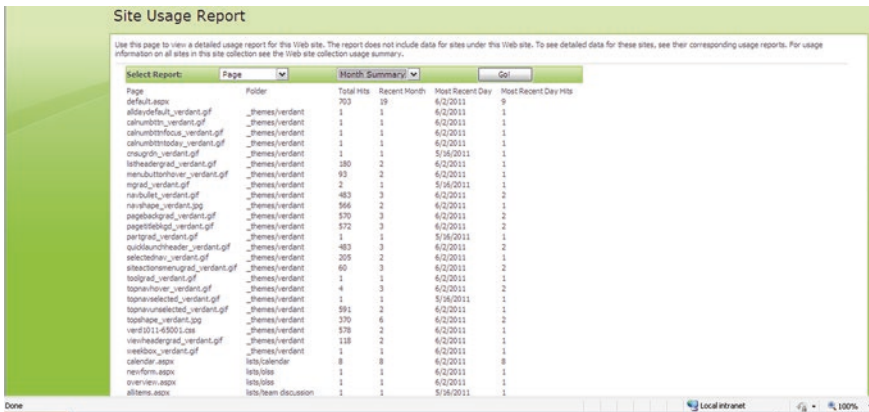 Site Usage Report
Use this page to view a detailed usage report for this Web site. The report does not include data for sites under this Web site. To see detailed data for these sites, see their corresponding usage reports. For usage
information on all sites in this site collection see the Web site collection usage summary.
Select Report: Page Month Summary Go!
Page Folder Total Hits Recent Month Most Recent Day Most Recent Day Hits
default.aspx 703 19 6/2/2011 9
alldaydefault_verdant.gif _themes/verdant 1 1 6/2/2011 1
calnumbttn_verdant.gif _themes/verdant 1 1 6/2/2011 1
calnumbttnfocus_verdant.gif _themes/verdant 1 1 6/2/2011 1
calnumbttntoday_verdant.gif _themes/verdant 1 1 6/2/2011 1
cnsugrdn_verdant.gif _themes/verdant 1 1 5/16/2011 1
listheadergrad_verdant.gif _themes/verdant 180 2 6/2/2011 1
menubuttonhover_verdant.gif _themes/verdant 93 2 6/2/2011 1
mgrad_verdant.gif _themes/verdant 2 1 5/16/2011 1
navbullet_verdant.gif _themes/verdant 483 3 6/2/2011 2
navshape_verdant.jpg _themes/verdant 566 2 6/2/2011 1
pagebackgrad_verdant.gif _themes/verdant 570 3 6/2/2011 2
pagetitlebkgd_verdant.gif _themes/verdant 572 3 6/2/2011 2
partgrad_verdant.gif _themes/verdant 1 1 5/16/2011 1
quicklaunchheader_verdant.gif _themes/verdant 483 3 6/2/2011 2
selectednav_verdant.gif _themes/verdant 205 2 6/2/2011 1
siteactionsmenugrad_verdant.gif _themes/verdant 60 3 6/2/2011 2
toolgrad_verdant.gif _themes/verdant 1 1 6/2/2011 1
topnavhover_verdant.gif _themes/verdant 4 3 6/2/2011 2
topnavselected_verdant.gif _themes/verdant 1 1 5/16/2011 1
topnavunselected_verdant.gif _themes/verdant 591 2 6/2/2011 1
topshape_verdant.jpg _themes/verdant 370 6 6/2/2011 2
verd1011-65001.css _themes/verdant 578 2 6/2/2011 1
viewheadergrad_verdant.gif _themes/verdant 118 2 6/2/2011 1
weekbox_verdant.gif _themes/verdant 1 1 6/2/2011 1
calendar.aspx lists/calendar 8 8 6/2/2011 8
newform.aspx lists/olss 1 1 6/2/2011 1
overview.aspx lists/olss 1 1 6/2/2011 1
allitems.aspx lists/team discussion 1 1 5/16/2011 1
Done Local intranet 100%